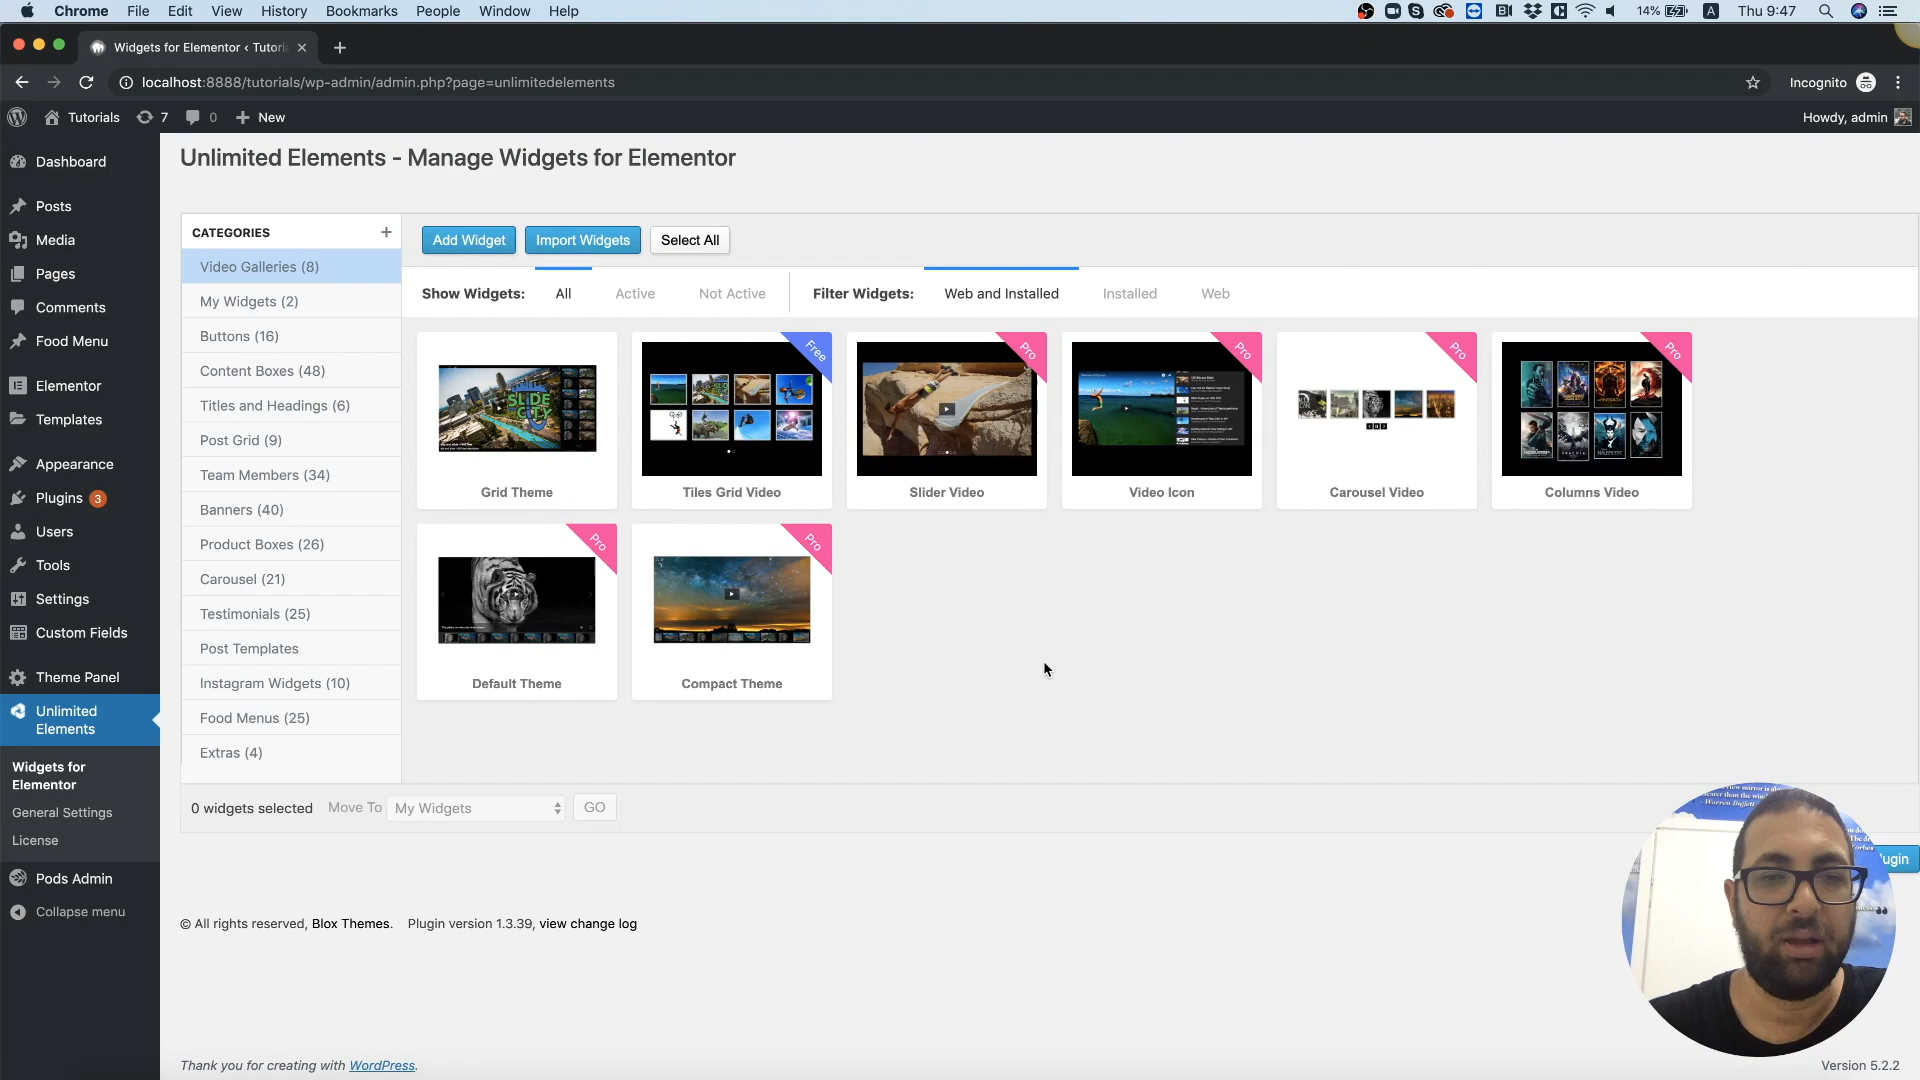 Chrome File Edit View History Bookmarks People Window Help
14% A Thu 9:47
Widgets for Elementor ‹ Tutori
localhost:8888/tutorials/wp-admin/admin.php?page=unlimitedelements
Incognito
Tutorials 7 0 New
Howdy, admin
Dashboard
Posts
Media
Pages
Comments
Food Menu
Elementor
Templates
Appearance
Plugins 3
Users
Tools
Settings
Custom Fields
Theme Panel
Unlimited
Elements
Widgets for
Elementor
General Settings
License
Pods Admin
Collapse menu
Unlimited Elements - Manage Widgets for Elementor
CATEGORIES +
Video Galleries (8)
My Widgets (2)
Buttons (16)
Content Boxes (48)
Titles and Headings (6)
Post Grid (9)
Team Members (34)
Banners (40)
Product Boxes (26)
Carousel (21)
Testimonials (25)
Post Templates
Instagram Widgets (10)
Food Menus (25)
Extras (4)
Add Widget Import Widgets Select All
Show Widgets: All Active Not Active Filter Widgets: Web and Installed Installed Web
SLIDE
CITY
Free
Pro
Pro
Pro
Pro
Grid Theme
Tiles Grid Video
Slider Video
Video Icon
Carousel Video
Columns Video
Pro
Pro
Default Theme
Compact Theme
0 widgets selected Move To My Widgets GO
view mirror is
- Warren Buffett
lugin
© All rights reserved, Blox Themes. Plugin version 1.3.39, view change log
Thank you for creating with WordPress.
Version 5.2.2